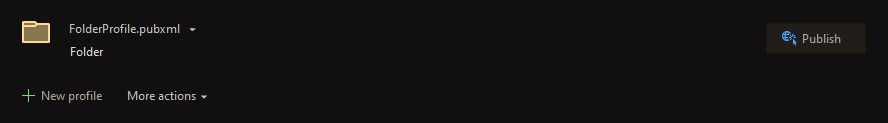 FolderProfile.pubxml
Folder
Publish
New profile
More actions